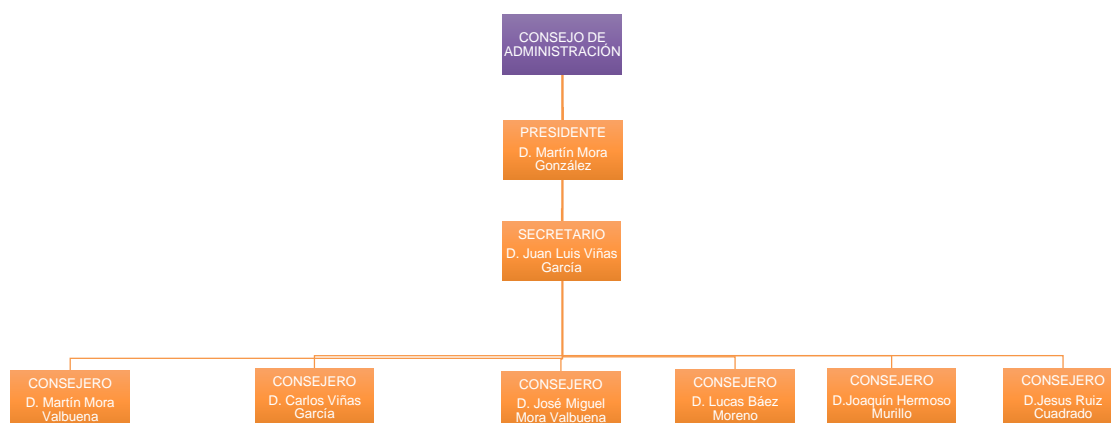 CONSEJO DE
ADMINISTRACIÓN
PRESIDENTE
D. Martín Mora
González
SECRETARIO
D. Juan Luis Viñas
García
CONSEJERO
D. Martín Mora
Valbuena
CONSEJERO
D. Carlos Viñas
García
CONSEJERO
D. José Miguel
Mora Valbuena
CONSEJERO
D. Lucas Báez
Moreno
CONSEJERO
D.Joaquín Hermoso
Murillo
CONSEJERO
D.Jesus Ruiz
Cuadrado